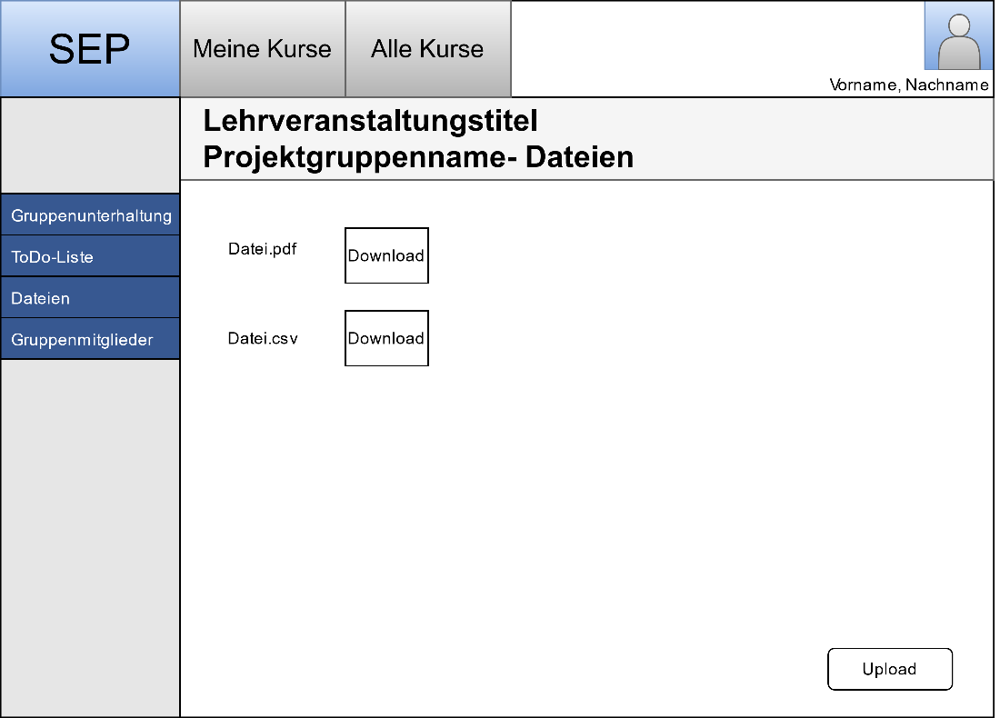 SEP
Meine Kurse
Alle Kurse
Vorname, Nachname
Lehrveranstaltungstitel
Projektgruppenname- Dateien
Gruppenunterhaltung
ToDo-Liste
Dateien
Gruppenmitglieder
Datei.pdf
Download
Datei.csv
Download
Upload